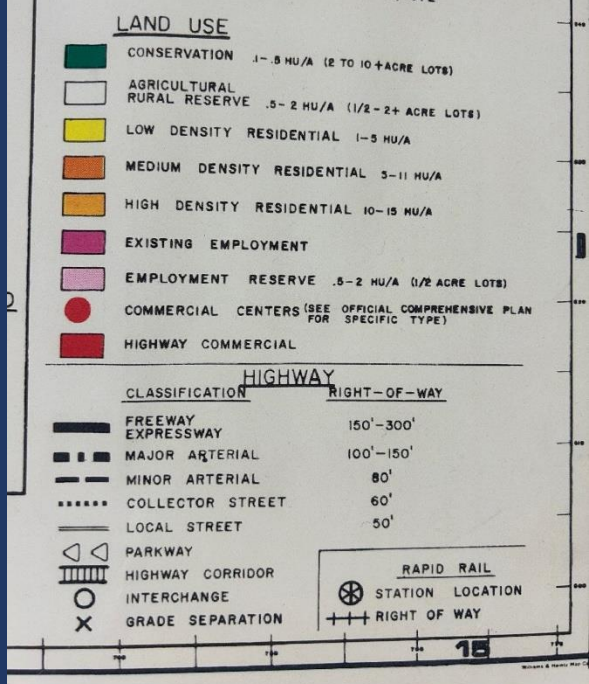 LAND USE
CONSERVATION .1-.5 HU/A (2 TO 10+ACRE LOTS)
AGRICULTURAL
RURAL RESERVE .5-2 HU/A (1/2-2+ ACRE LOTS)
LOW DENSITY RESIDENTIAL 1-5 HU/A
MEDIUM DENSITY RESIDENTIAL 5-11 HU/A
HIGH DENSITY RESIDENTIAL 10-15 HU/A
EXISTING EMPLOYMENT
EMPLOYMENT RESERVE .5-2 HU/A (1/2 ACRE LOTS)
COMMERCIAL CENTERS (SEE OFFICIAL COMPREHENSIVE PLAN
FOR SPECIFIC TYPE)
HIGHWAY COMMERCIAL
HIGHWAY
CLASSIFICATION RIGHT-OF-WAY
FREEWAY
EXPRESSWAY 150'-300'
MAJOR ARTERIAL 100'-150'
MINOR ARTERIAL 80'
COLLECTOR STREET 60'
LOCAL STREET 50'
PARKWAY
HIGHWAY CORRIDOR
INTERCHANGE
GRADE SEPARATION
RAPID RAIL
STATION LOCATION
RIGHT OF WAY
15